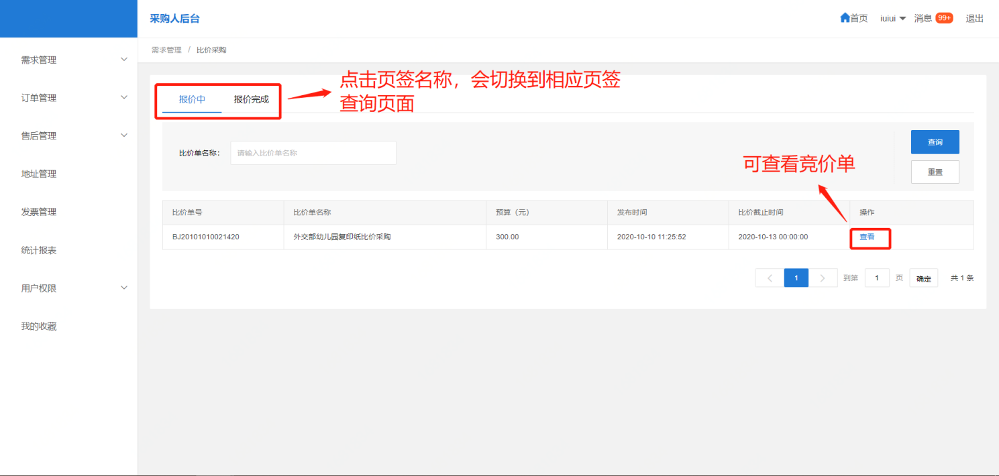 采购人后台
首页 iuiui 消息 99+ 退出
需求管理 / 比价采购
需求管理
订单管理
售后管理
地址管理
发票管理
统计报表
用户权限
我的收藏
报价中 报价完成
点击页签名称，会切换到相应页签
查询页面
比价单名称： 请输入比价单名称
查询
重置
可查看竞价单
比价单号 比价单名称 预算（元） 发布时间 比价截止时间 操作
BJ20101010021420 外交部幼儿园复印纸比价采购 300.00 2020-10-10 11:25:52 2020-10-13 00:00:00 查看
1 到第 1 页 确定 共 1 条